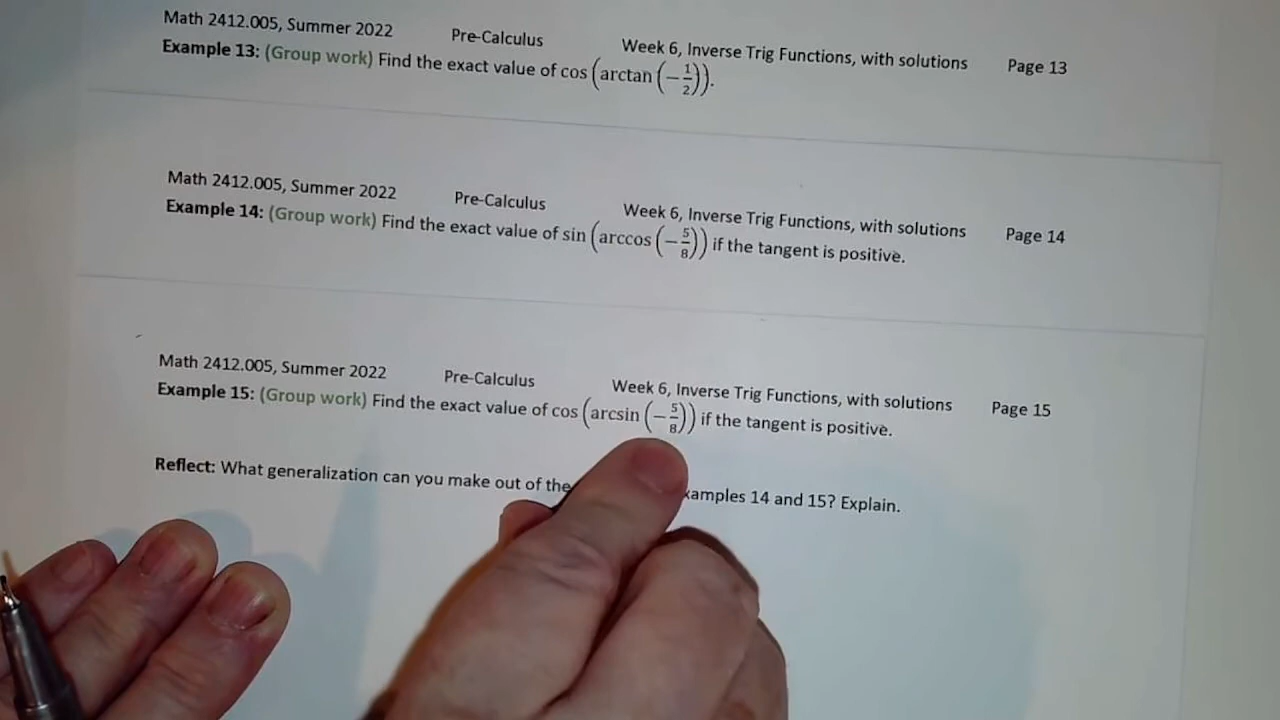 Math 2412.005, Summer 2022 Pre-Calculus Week 6, Inverse Trig Functions, with solutions Page 13
Example 13: (Group work) Find the exact value of cos (arctan (−1/2)).
Math 2412.005, Summer 2022 Pre-Calculus Week 6, Inverse Trig Functions, with solutions Page 14
Example 14: (Group work) Find the exact value of sin (arccos (−5/8)) if the tangent is positive.
Math 2412.005, Summer 2022 Pre-Calculus Week 6, Inverse Trig Functions, with solutions Page 15
Example 15: (Group work) Find the exact value of cos (arcsin (−5/8)) if the tangent is positive.
Reflect: What generalization can you make out of the 14 and 15? Explain.